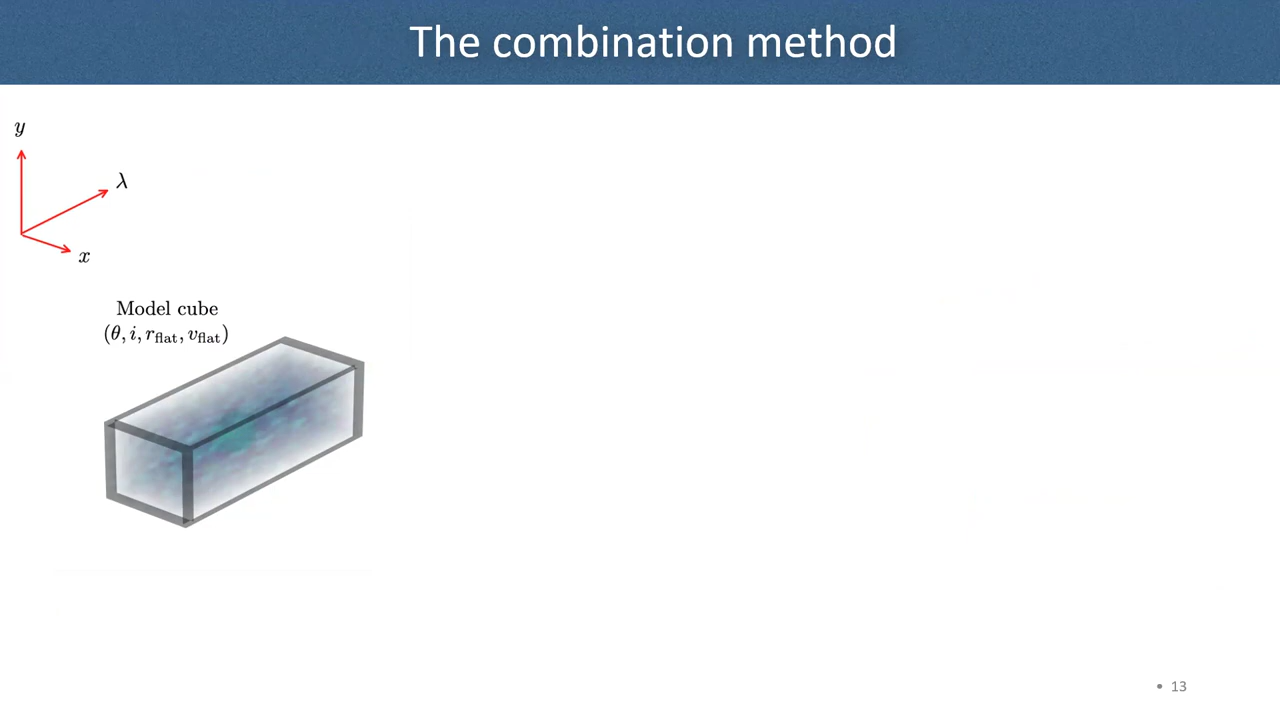 The combination method
y
λ
x
Model cube
(θ, i, r_flat, v_flat)
• 13